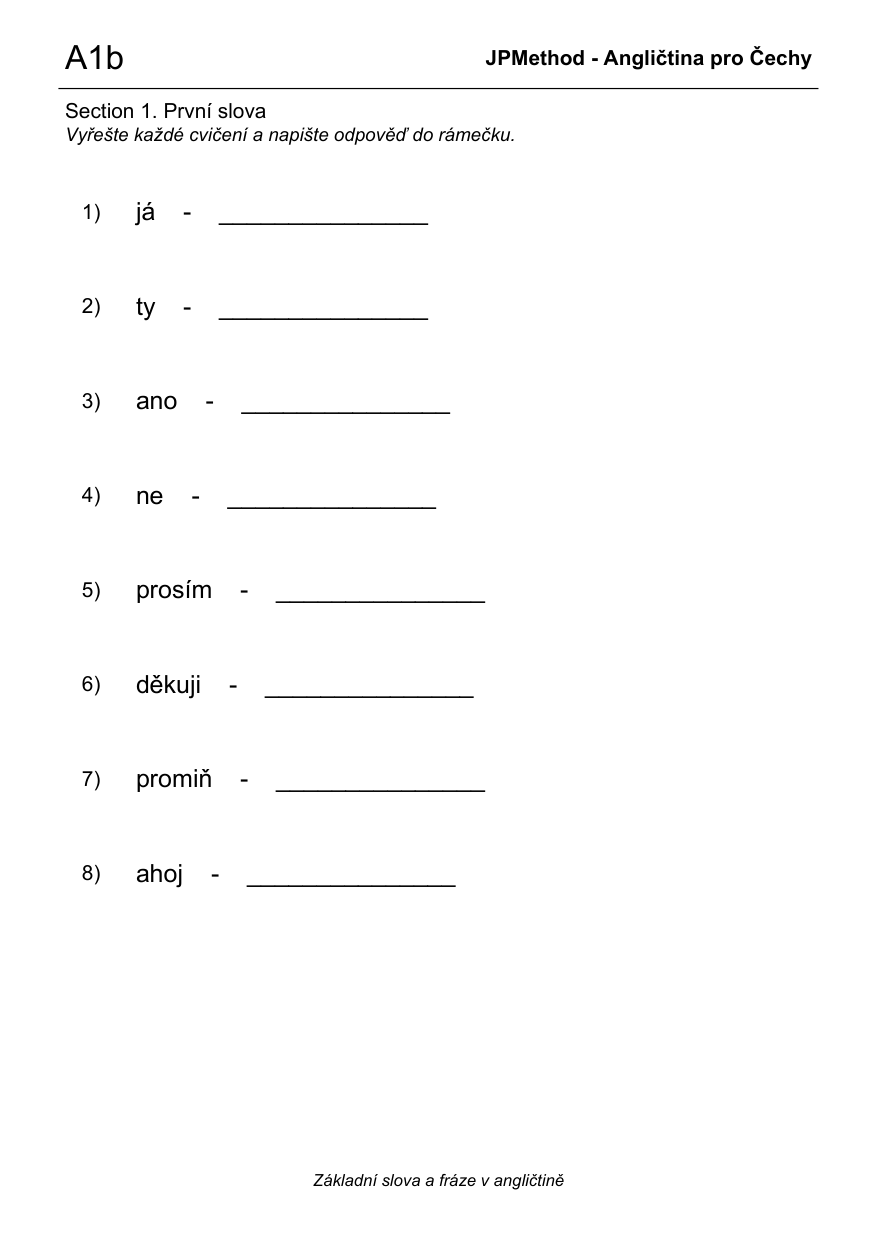 A1b
JPMethod - Angličtina pro Čechy
Section 1. První slova
Vyřešte každé cvičení a napište odpověď do rámečku.
1) já - _______________
2) ty - _______________
3) ano - _______________
4) ne - _______________
5) prosím - _______________
6) děkuji - _______________
7) promiň - _______________
8) ahoj - _______________
Základní slova a fráze v angličtině